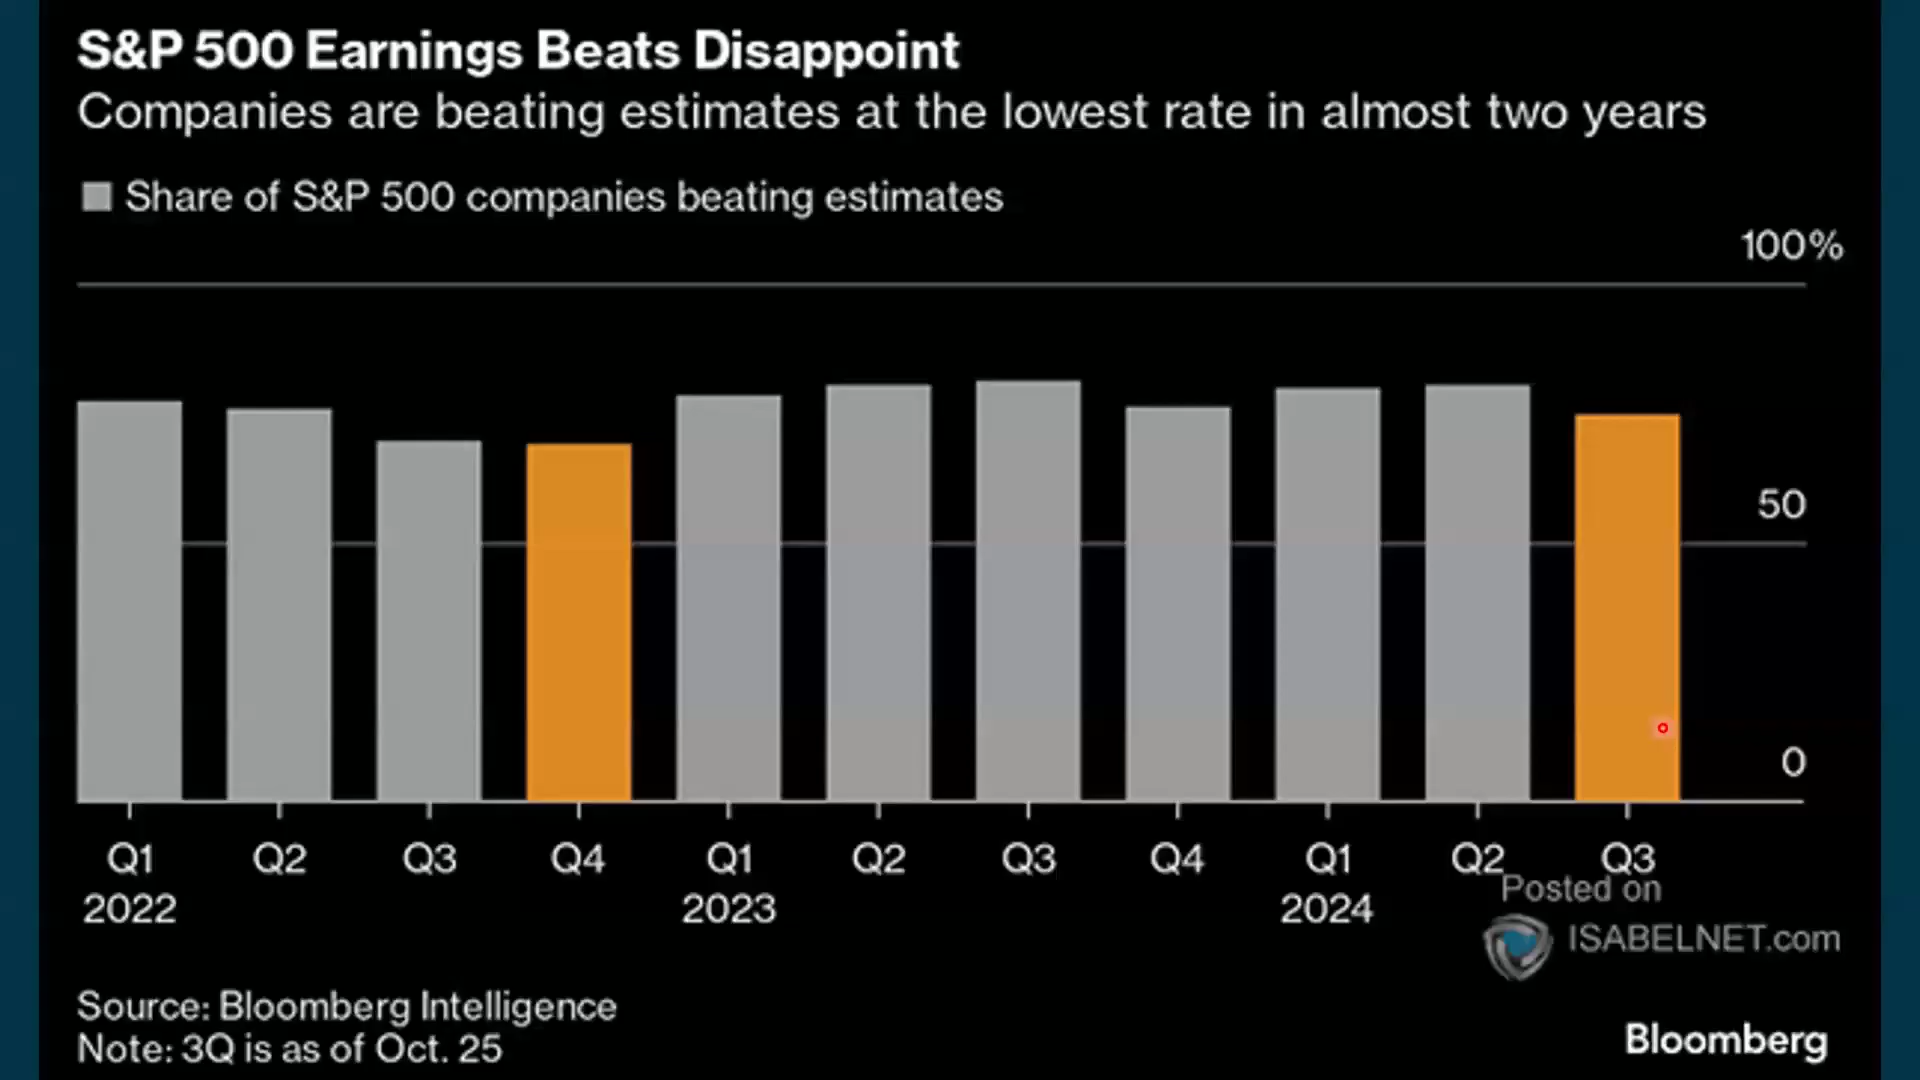 S&P 500 Earnings Beats Disappoint
Companies are beating estimates at the lowest rate in almost two years
Share of S&P 500 companies beating estimates
100%
50
0
Q1 Q2 Q3 Q4 Q1 Q2 Q3 Q4 Q1 Q2 Q3
2022 2023 2024
Posted on
ISABELNET.com
Source: Bloomberg Intelligence
Note: 3Q is as of Oct. 25
Bloomberg